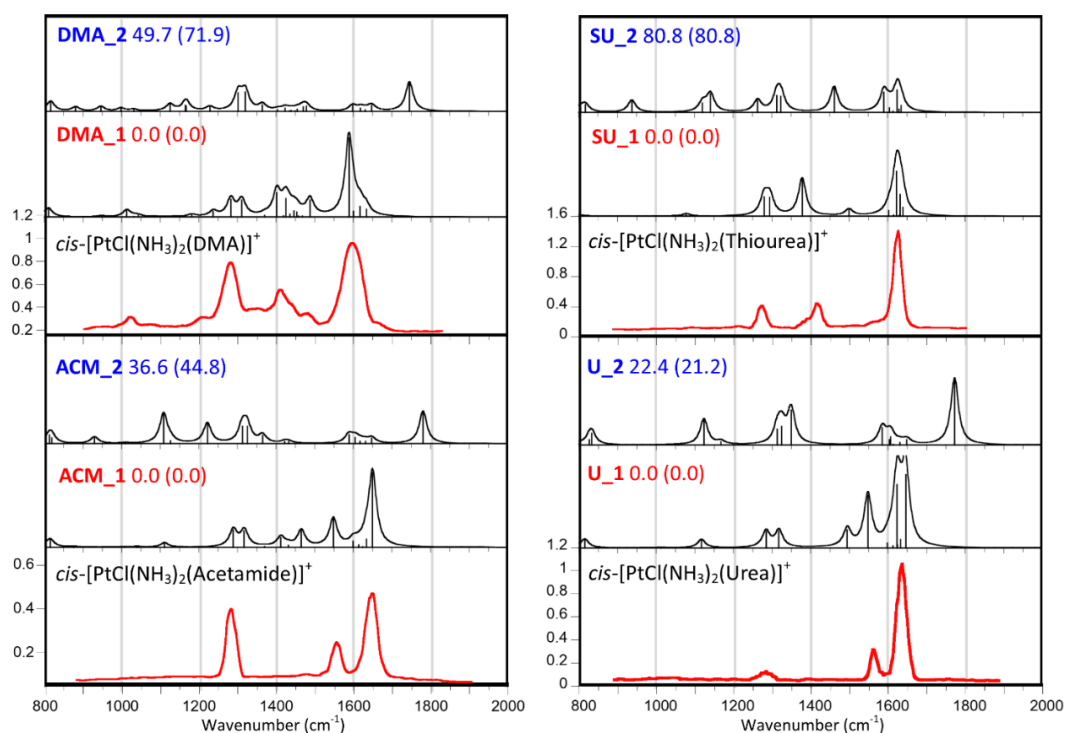 DMA_2 49.7 (71.9)
DMA_1 0.0 (0.0)
1.2
cis-[PtCl(NH₃)₂(DMA)]⁺
1
0.8
0.6
0.4
0.2
ACM_2 36.6 (44.8)
ACM_1 0.0 (0.0)
0.6
cis-[PtCl(NH₃)₂(Acetamide)]⁺
0.4
0.2
800 1000 1200 1400 1600 1800 2000
Wavenumber (cm⁻¹)
SU_2 80.8 (80.8)
SU_1 0.0 (0.0)
1.6
cis-[PtCl(NH₃)₂(Thiourea)]⁺
1.2
0.8
0.4
0
U_2 22.4 (21.2)
U_1 0.0 (0.0)
1.2
cis-[PtCl(NH₃)₂(Urea)]⁺
1
0.8
0.6
0.4
0.2
0
800 1000 1200 1400 1600 1800 2000
Wavenumber (cm⁻¹)